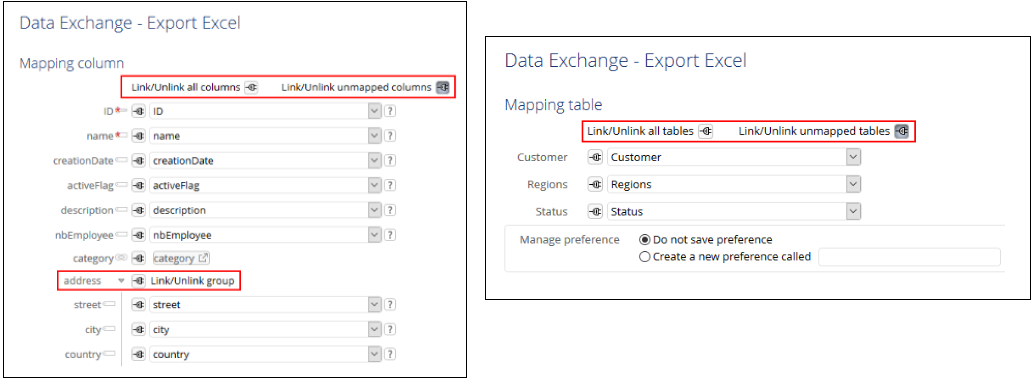 Data Exchange - Export Excel
Mapping column
Link/Unlink all columns Link/Unlink unmapped columns
ID* ID ?
name* name ?
creationDate creationDate ?
activeFlag activeFlag ?
description description ?
nbEmployee nbEmployee ?
category category
address Link/Unlink group
street street ?
city city ?
country country ?
Data Exchange - Export Excel
Mapping table
Link/Unlink all tables Link/Unlink unmapped tables
Customer Customer
Regions Regions
Status Status
Manage preference Do not save preference
Create a new preference called